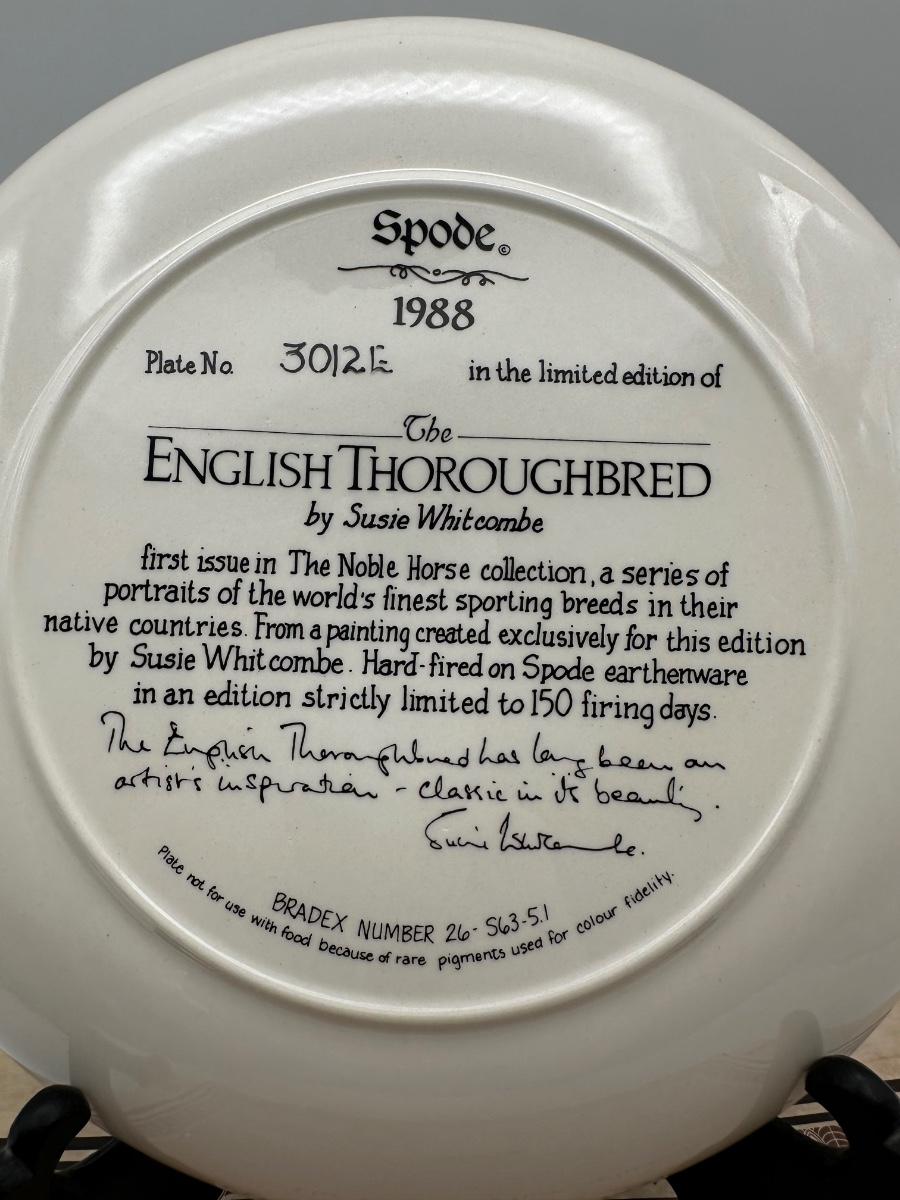 Spode ©
1988
Plate No. 3012E in the limited edition of
The
ENGLISH THOROUGHBRED
by Susie Whitcombe
first issue in The Noble Horse collection, a series of
portraits of the world's finest sporting breeds in their
native countries. From a painting created exclusively for this edition
by Susie Whitcombe. Hard-fired on Spode earthenware
in an edition strictly limited to 150 firing days.
The English Thoroughbred has long been an
artist's inspiration - classic in its beauty.
Susie Whitcombe.
BRADEX NUMBER 26-S63-5.1
Plate not for use with food because of rare pigments used for colour fidelity.